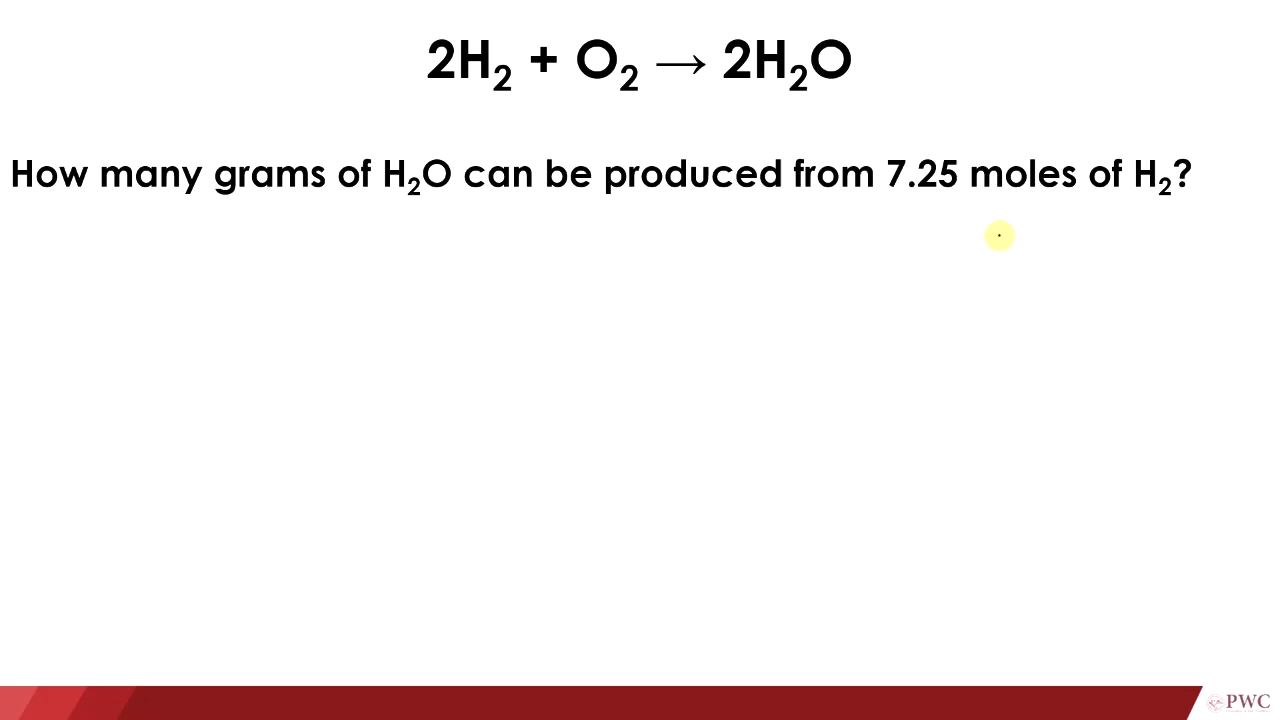 2H₂ + O₂ → 2H₂O
How many grams of H₂O can be produced from 7.25 moles of H₂?
PWC